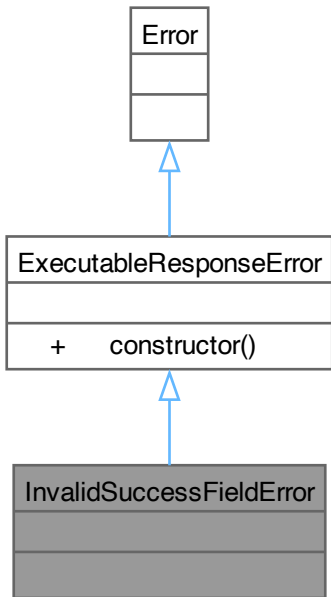 Error
ExecutableResponseError
+ constructor()
InvalidSuccessFieldError